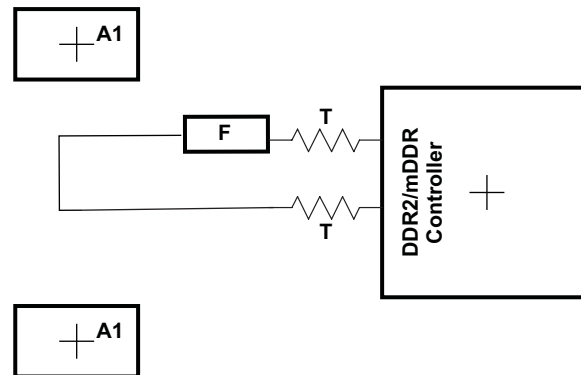 A1
T
F
DDR2/mDDR
Controller
T
A1